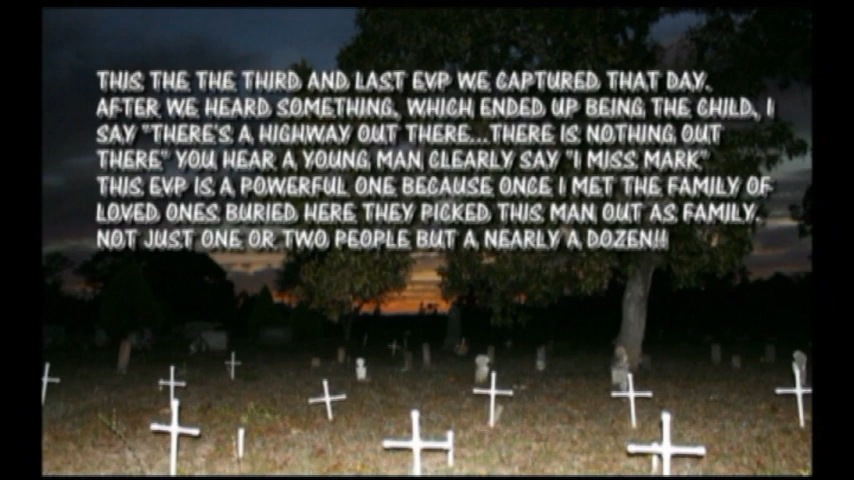 THIS THE THE THIRD AND LAST EVP WE CAPTURED THAT DAY.
AFTER WE HEARD SOMETHING, WHICH ENDED UP BEING THE CHILD, I
SAY "THERE'S A HIGHWAY OUT THERE...THERE IS NOTHING OUT
THERE" YOU HEAR A YOUNG MAN CLEARLY SAY "I MISS MARK"
THIS EVP IS A POWERFUL ONE BECAUSE ONCE I MET THE FAMILY OF
LOVED ONES BURIED HERE THEY PICKED THIS MAN OUT AS FAMILY.
NOT JUST ONE OR TWO PEOPLE BUT A NEARLY A DOZEN!!